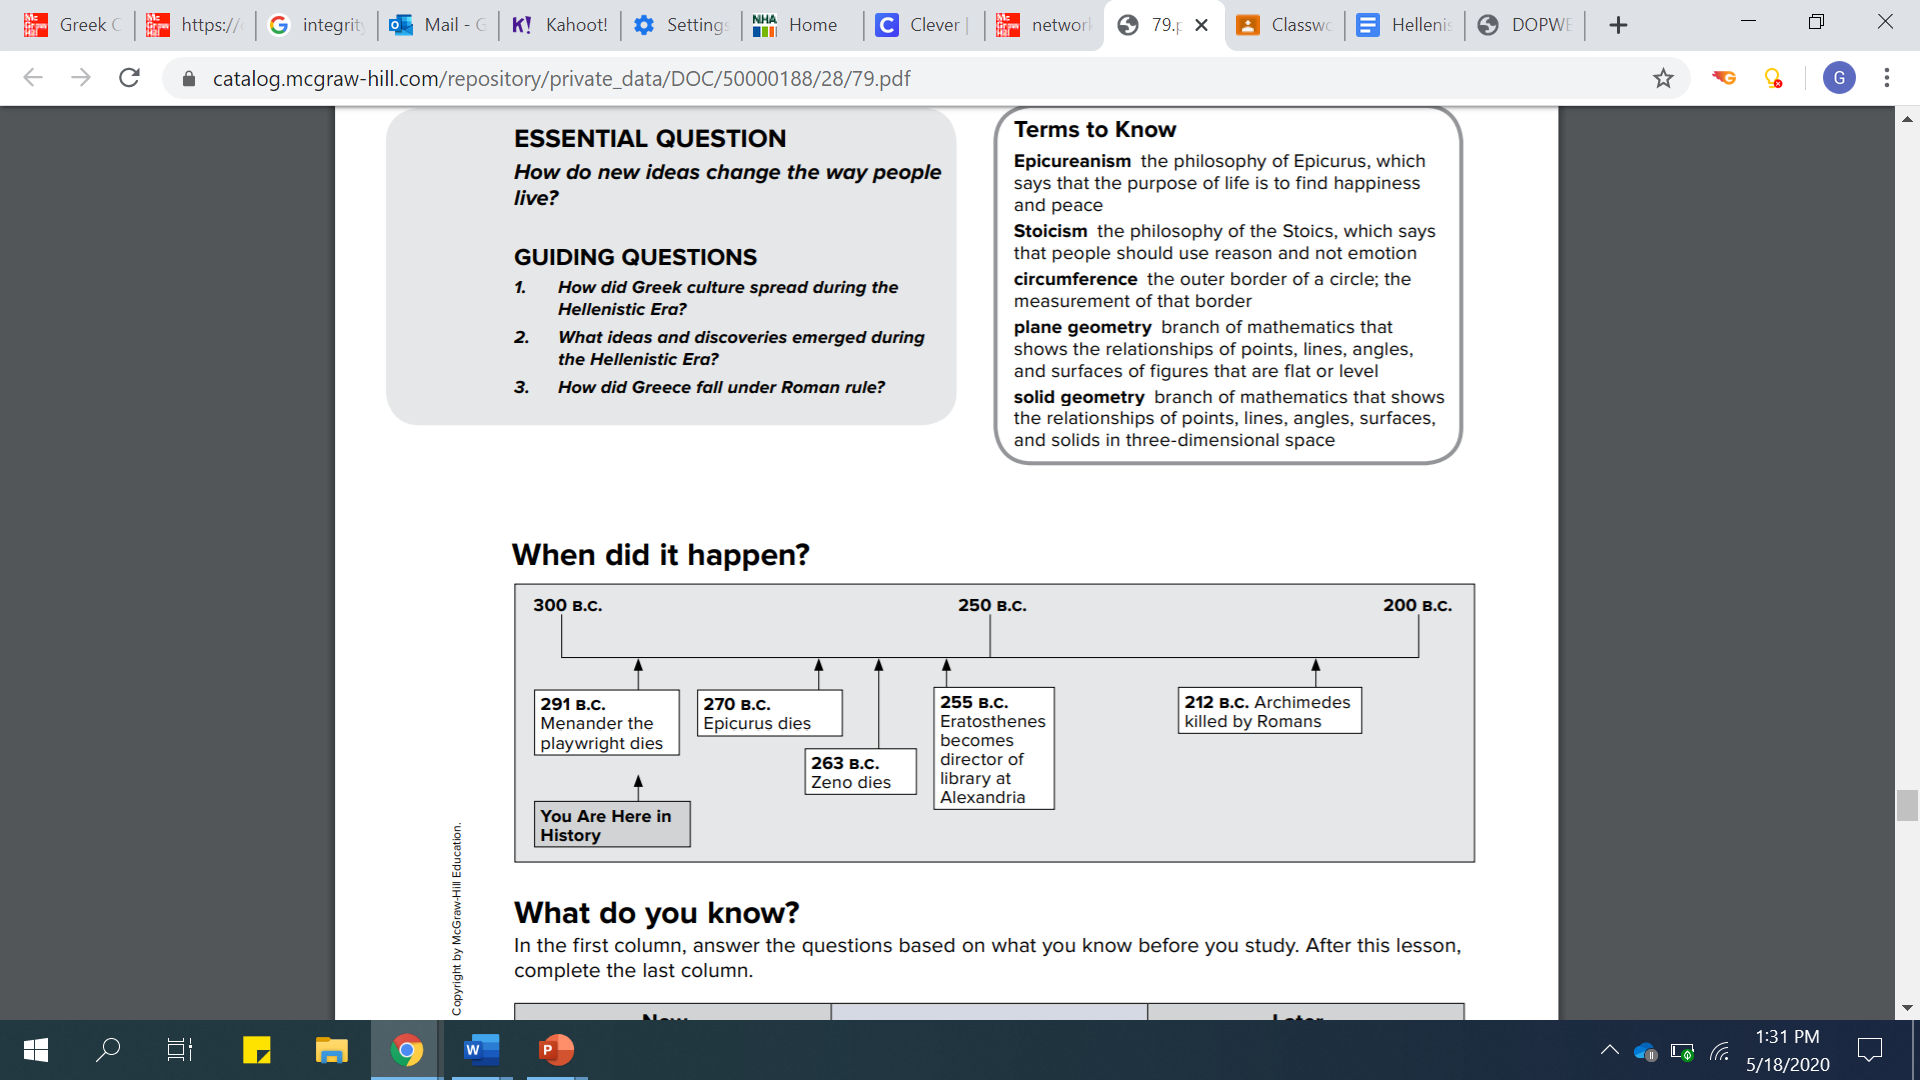 Greek C
https://
integrity
Mail - G
Kahoot!
Settings
Home
Clever |
network
79.p
Classwo
Hellenis
DOPWE
catalog.mcgraw-hill.com/repository/private_data/DOC/50000188/28/79.pdf
G
ESSENTIAL QUESTION
How do new ideas change the way people
live?
GUIDING QUESTIONS
1. How did Greek culture spread during the
Hellenistic Era?
2. What ideas and discoveries emerged during
the Hellenistic Era?
3. How did Greece fall under Roman rule?
Terms to Know
Epicureanism the philosophy of Epicurus, which
says that the purpose of life is to find happiness
and peace
Stoicism the philosophy of the Stoics, which says
that people should use reason and not emotion
circumference the outer border of a circle; the
measurement of that border
plane geometry branch of mathematics that
shows the relationships of points, lines, angles,
and surfaces of figures that are flat or level
solid geometry branch of mathematics that shows
the relationships of points, lines, angles, surfaces,
and solids in three-dimensional space
When did it happen?
300 B.C.
250 B.C.
200 B.C.
291 B.C.
Menander the
playwright dies
270 B.C.
Epicurus dies
263 B.C.
Zeno dies
255 B.C.
Eratosthenes
becomes
director of
library at
Alexandria
212 B.C. Archimedes
killed by Romans
You Are Here in
History
Copyright by McGraw-Hill Education.
What do you know?
In the first column, answer the questions based on what you know before you study. After this lesson,
complete the last column.
Now
Later
1:31 PM
5/18/2020